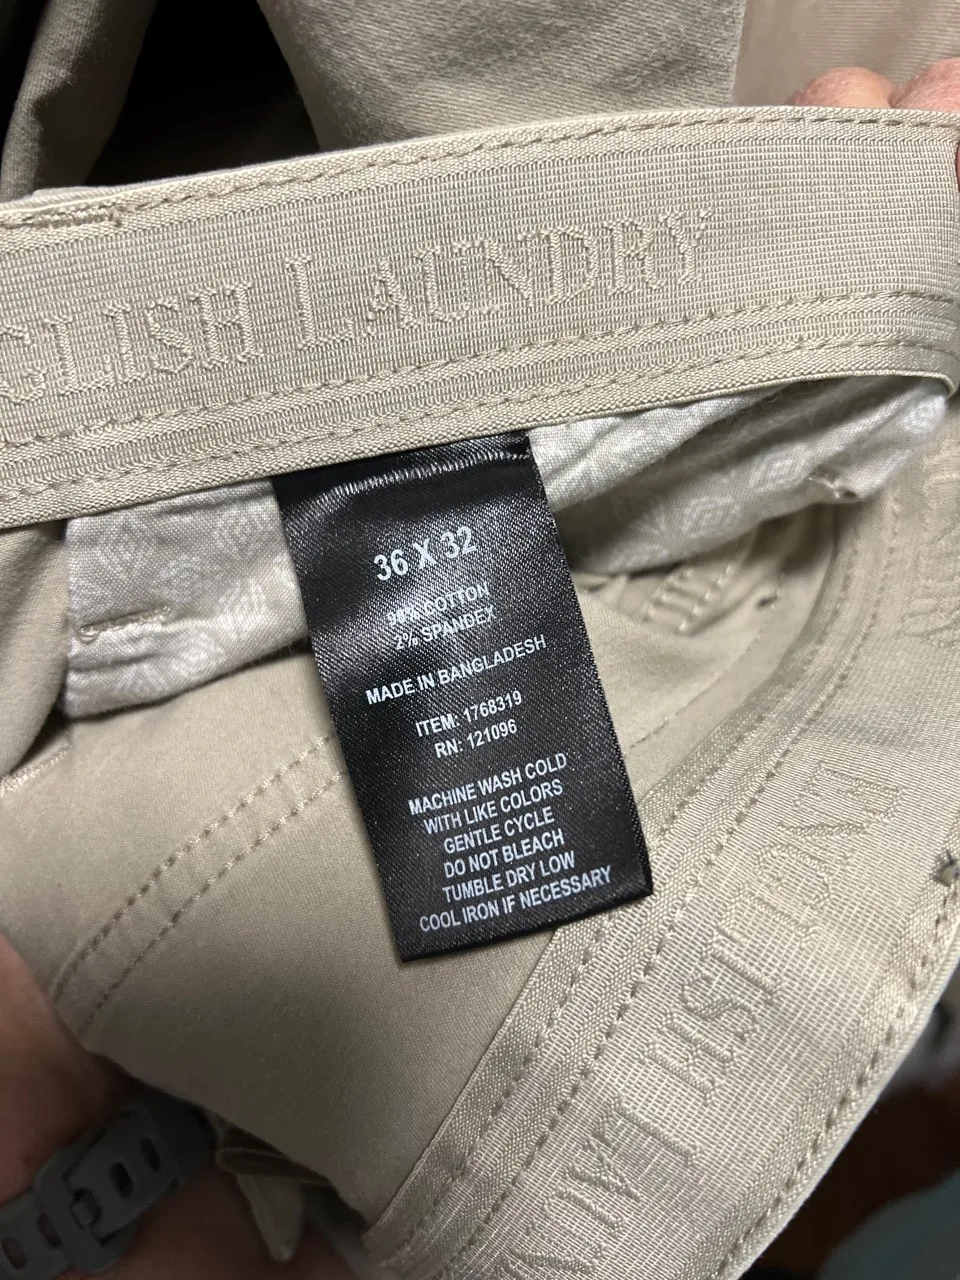 GLISH LAUNDRY
36 X 32
98% COTTON
2% SPANDEX
MADE IN BANGLADESH
ITEM: 1768319
RN: 121096
MACHINE WASH COLD
WITH LIKE COLORS
GENTLE CYCLE
DO NOT BLEACH
TUMBLE DRY LOW
COOL IRON IF NECESSARY